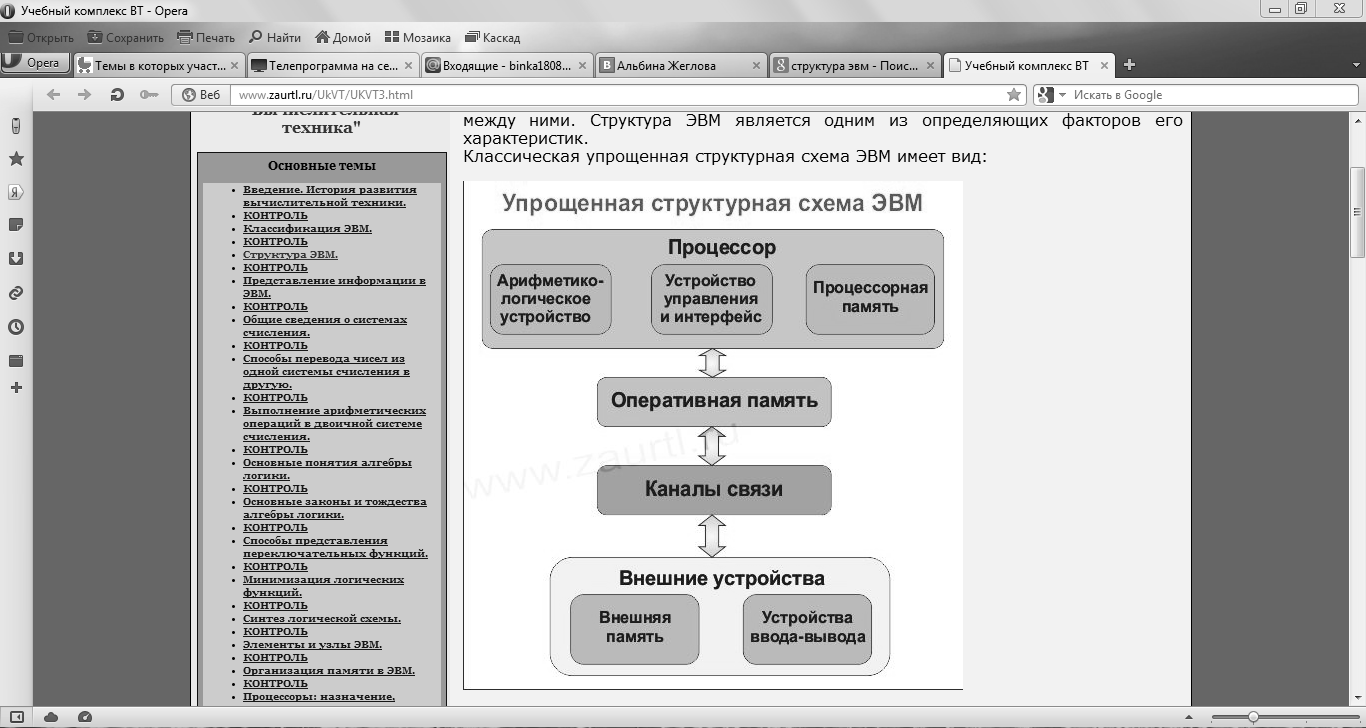 Учебный комплекс ВТ - Opera
Открыть Сохранить Печать Найти Домой Мозаика Каскад
Opera Темы в которых участ... Телепрограмма на се... Входящие - binka1808... Альбина Жеглова структура эвм - Поис... Учебный комплекс ВТ
Веб www.zaurtl.ru/UkVT/UKVT3.html Искать в Google
вычислительная
техника"
Основные темы
Введение. История развития
вычислительной техники.
КОНТРОЛЬ
Классификация ЭВМ.
КОНТРОЛЬ
Структура ЭВМ.
КОНТРОЛЬ
Представление информации в
ЭВМ.
КОНТРОЛЬ
Общие сведения о системах
счисления.
КОНТРОЛЬ
Способы перевода чисел из
одной системы счисления в
другую.
КОНТРОЛЬ
Выполнение арифметических
операций в двоичной системе
счисления.
КОНТРОЛЬ
Основные понятия алгебры
логики.
КОНТРОЛЬ
Основные законы и тождества
алгебры логики.
КОНТРОЛЬ
Способы представления
переключательных функций.
КОНТРОЛЬ
Минимизация логических
функций.
КОНТРОЛЬ
Синтез логической схемы.
КОНТРОЛЬ
Элементы и узлы ЭВМ.
КОНТРОЛЬ
Организация памяти в ЭВМ.
КОНТРОЛЬ
Процессоры: назначение,
между ними. Структура ЭВМ является одним из определяющих факторов его
характеристик.
Классическая упрощенная структурная схема ЭВМ имеет вид:
Упрощенная структурная схема ЭВМ
Процессор
Арифметико-
логическое
устройство
Устройство
управления
и интерфейс
Процессорная
память
Оперативная память
www.zaurtl.ru
Каналы связи
Внешние устройства
Внешняя
память
Устройства
ввода-вывода